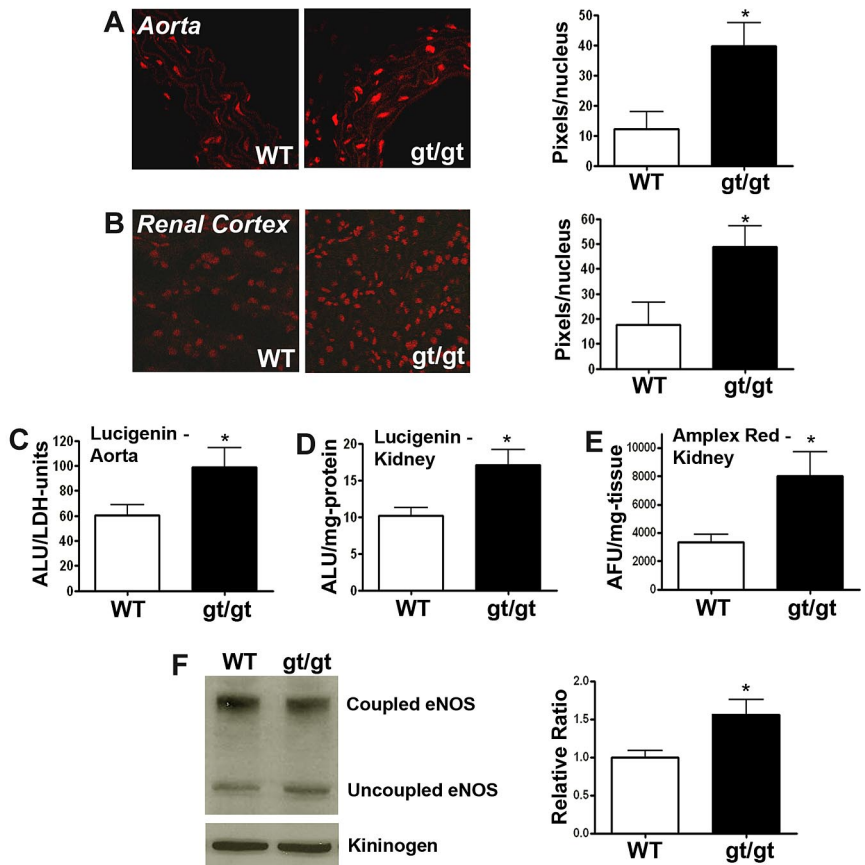 A
Aorta
WT
gt/gt
Pixels/nucleus
50
40
30
20
10
0
*
WT
gt/gt
B
Renal Cortex
WT
gt/gt
Pixels/nucleus
60
50
40
30
20
10
0
*
WT
gt/gt
C
Lucigenin -
Aorta
ALU/LDH-units
120
100
80
60
40
20
0
*
WT
gt/gt
D
Lucigenin -
Kidney
ALU/mg-protein
20
15
10
5
0
*
WT
gt/gt
E
Amplex Red -
Kidney
AFU/mg-tissue
10000
8000
6000
4000
2000
0
*
WT
gt/gt
F
WT
gt/gt
Coupled eNOS
Uncoupled eNOS
Kininogen
Relative Ratio
2.0
1.5
1.0
0.5
0.0
*
WT
gt/gt